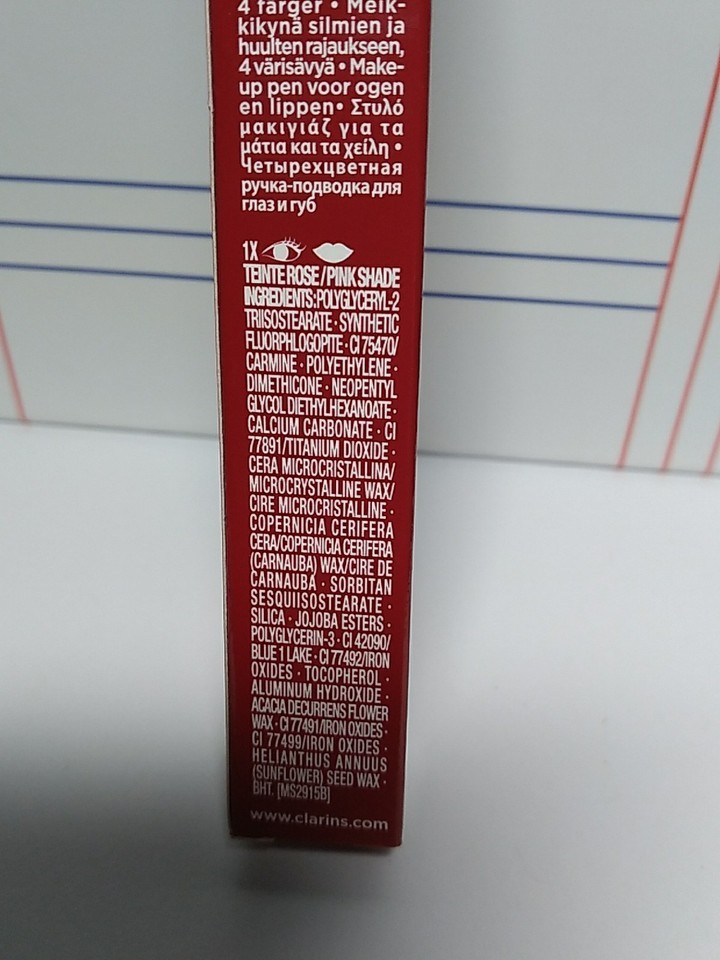 4 färger • Meik-
kikynä silmien ja
huulten rajaukseen,
4 värisävyä • Make-
up pen voor ogen
en lippen• Στυλό
μακιγιάζ για τα
μάτια και τα χείλη •
Четырехцветная
ручка-подводка для
глаз и губ
1X
TEINTE ROSE / PINK SHADE
INGREDIENTS: POLYGLYCERYL-2
TRIISOSTEARATE · SYNTHETIC
FLUORPHLOGOPITE · CI 75470/
CARMINE · POLYETHYLENE ·
DIMETHICONE · NEOPENTYL
GLYCOL DIETHYLHEXANOATE ·
CALCIUM CARBONATE · CI
77891/TITANIUM DIOXIDE ·
CERA MICROCRISTALLINA/
MICROCRYSTALLINE WAX/
CIRE MICROCRISTALLINE ·
COPERNICIA CERIFERA
CERA/COPERNICIA CERIFERA
(CARNAUBA) WAX/CIRE DE
CARNAUBA · SORBITAN
SESQUIISOSTEARATE ·
SILICA · JOJOBA ESTERS ·
POLYGLYCERIN-3 · CI 42090/
BLUE 1 LAKE · CI 77492/IRON
OXIDES · TOCOPHEROL ·
ALUMINUM HYDROXIDE ·
ACACIA DECURRENS FLOWER
WAX · CI 77491/IRON OXIDES ·
CI 77499/IRON OXIDES ·
HELIANTHUS ANNUUS
(SUNFLOWER) SEED WAX ·
BHT. [MS2915B]
www.clarins.com